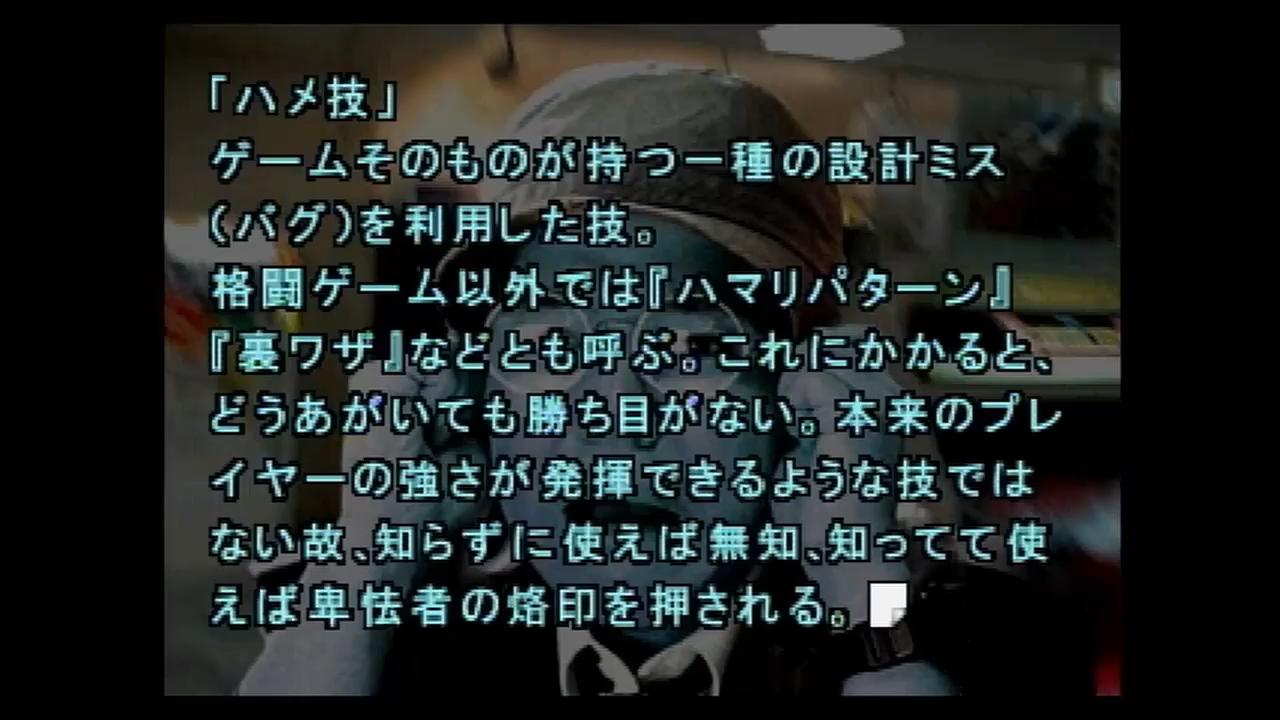 「ハメ技」
ゲームそのものが持つ一種の設計ミス
（バグ）を利用した技。
格闘ゲーム以外では『ハマリパターン』
『裏ワザ』などとも呼ぶ。これにかかると、
どうあがいても勝ち目がない。本来のプレ
イヤーの強さが発揮できるような技では
ない故、知らずに使えば無知、知ってて使
えば卑怯者の烙印を押される。